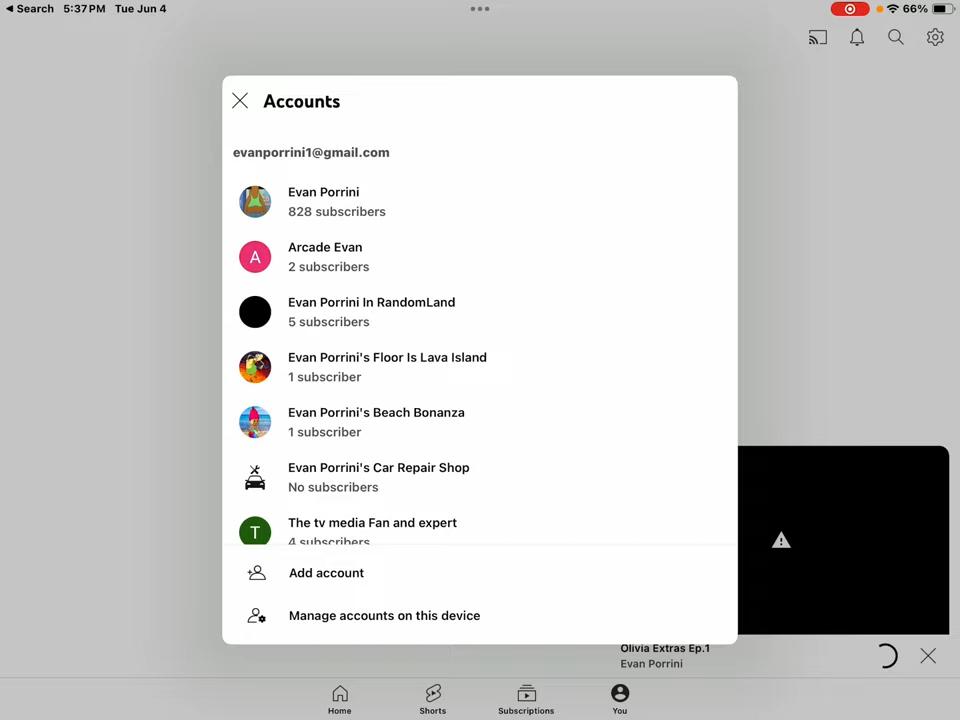 Search 5:37 PM Tue Jun 4
66%
Accounts
evanporrini1@gmail.com
Evan Porrini
828 subscribers
A
Arcade Evan
2 subscribers
Evan Porrini In RandomLand
5 subscribers
Evan Porrini's Floor Is Lava Island
1 subscriber
Evan Porrini's Beach Bonanza
1 subscriber
Evan Porrini's Car Repair Shop
No subscribers
T
The tv media Fan and expert
4 subscribers
Add account
Manage accounts on this device
Olivia Extras Ep.1
Evan Porrini
Home Shorts Subscriptions You